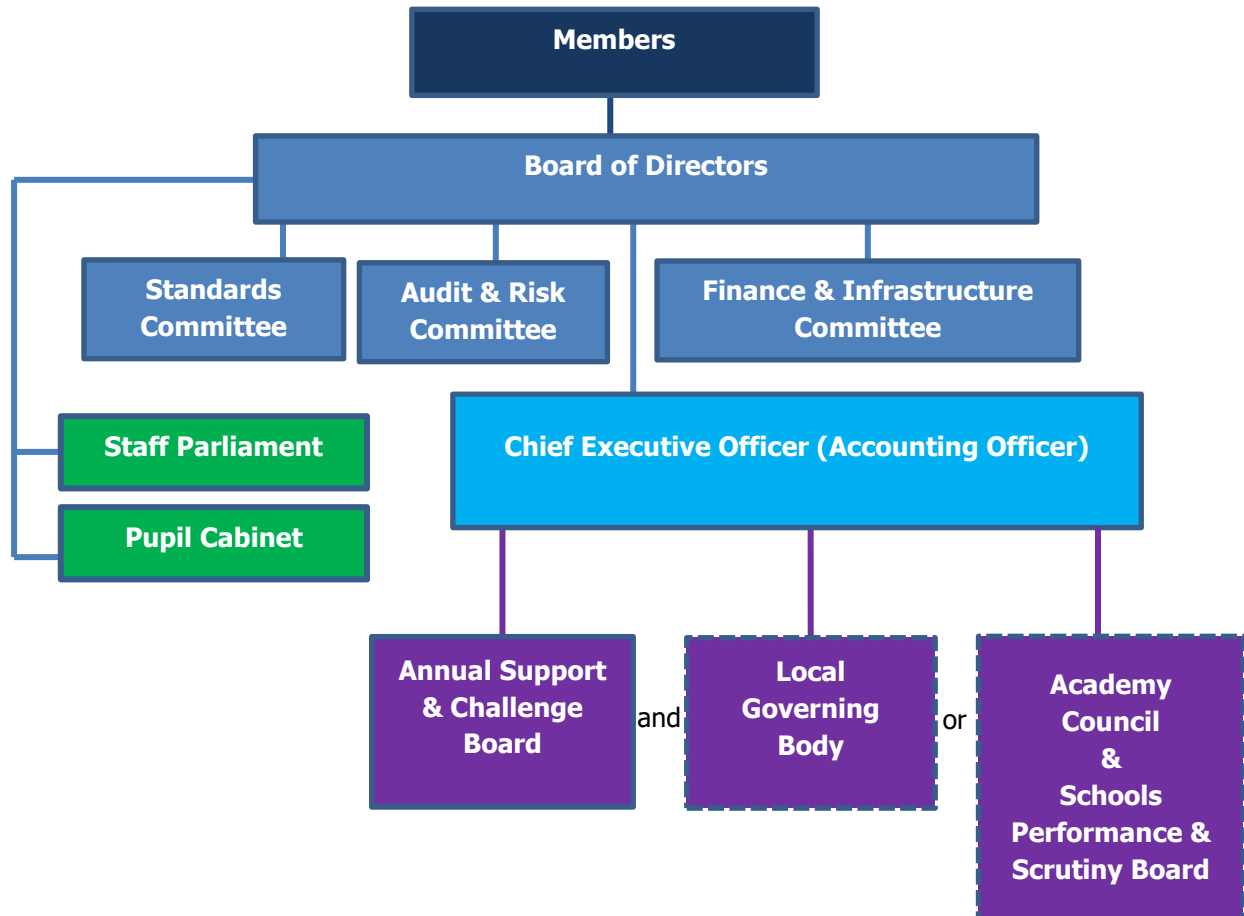 Members
Board of Directors
Standards
Committee
Audit & Risk
Committee
Finance & Infrastructure
Committee
Staff Parliament
Chief Executive Officer (Accounting Officer)
Pupil Cabinet
Annual Support
& Challenge
Board
and
Local
Governing
Body
or
Academy
Council
&
Schools
Performance &
Scrutiny Board